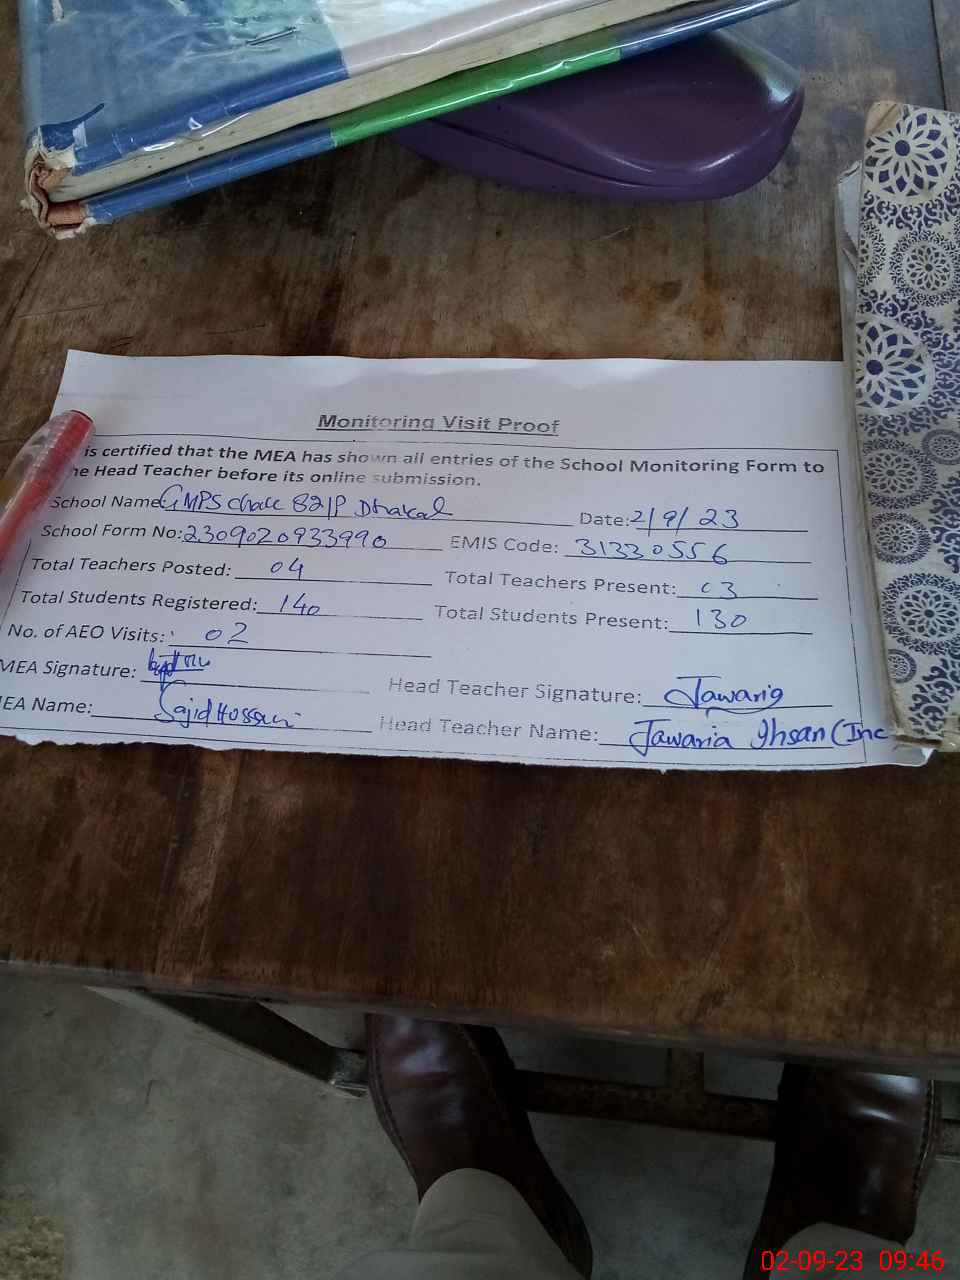 Monitoring Visit Proof
is certified that the MEA has shown all entries of the School Monitoring Form to
he Head Teacher before its online submission.
School Name: GMPS chak 82/P Dhakal Date: 2/9/23
School Form No: 2309020933990 EMIS Code: 31330556
Total Teachers Posted: 04 Total Teachers Present: 03
Total Students Registered: 140 Total Students Present: 130
No. of AEO Visits: 02
MEA Signature: Head Teacher Signature: Jawaria
EA Name: Sajid Hussain Head Teacher Name: Jawaria Ihsan (Inc
02-09-23 09:46